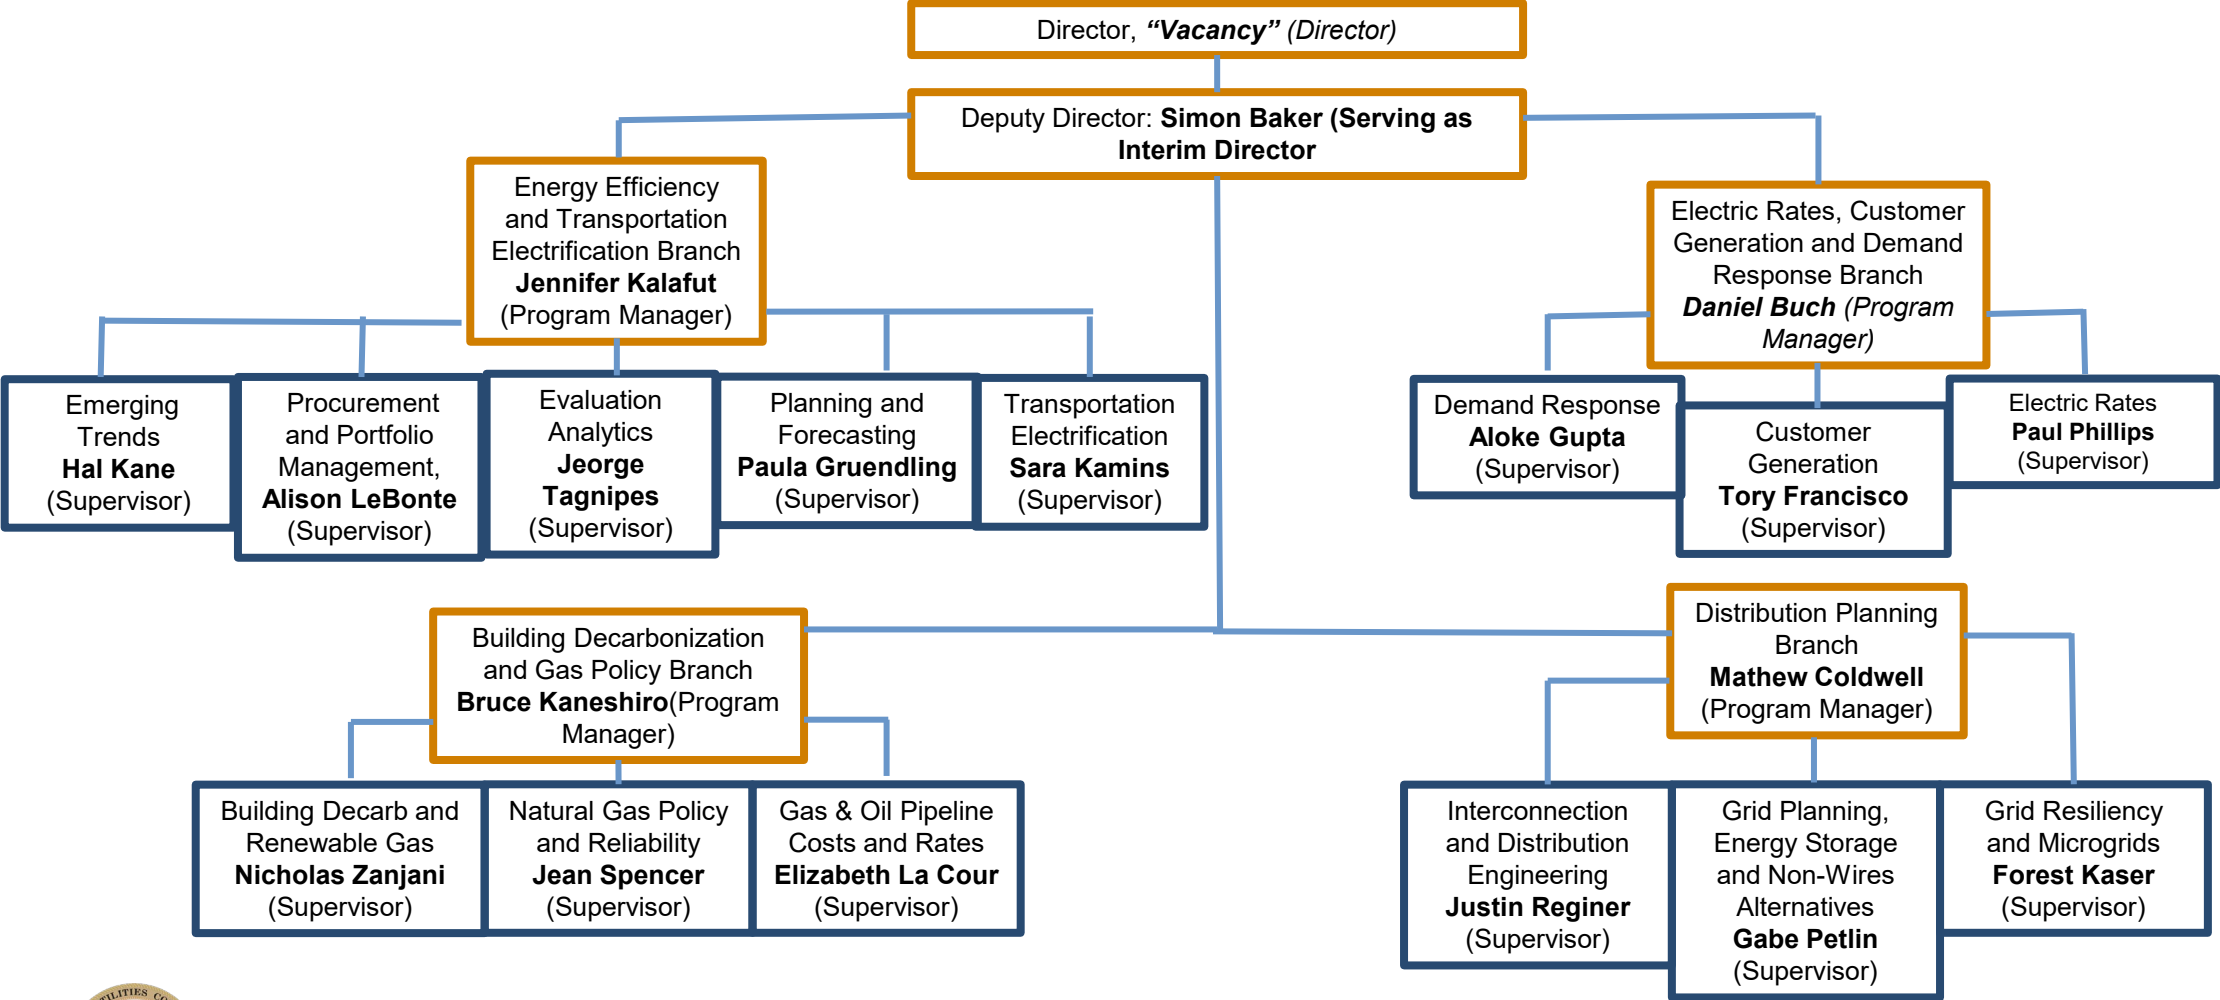 Director, “Vacancy” (Director)
Deputy Director: Simon Baker (Serving as
Interim Director
Energy Efficiency
and Transportation
Electrification Branch
Jennifer Kalafut
(Program Manager)
Electric Rates, Customer
Generation and Demand
Response Branch
Daniel Buch (Program
Manager)
Emerging
Trends
Hal Kane
(Supervisor)
Procurement
and Portfolio
Management,
Alison LeBonte
(Supervisor)
Evaluation
Analytics
Jeorge
Tagnipes
(Supervisor)
Planning and
Forecasting
Paula Gruendling
(Supervisor)
Transportation
Electrification
Sara Kamins
(Supervisor)
Demand Response
Aloke Gupta
(Supervisor)
Customer
Generation
Tory Francisco
(Supervisor)
Electric Rates
Paul Phillips
(Supervisor)
Building Decarbonization
and Gas Policy Branch
Bruce Kaneshiro(Program
Manager)
Distribution Planning
Branch
Mathew Coldwell
(Program Manager)
Building Decarb and
Renewable Gas
Nicholas Zanjani
(Supervisor)
Natural Gas Policy
and Reliability
Jean Spencer
(Supervisor)
Gas & Oil Pipeline
Costs and Rates
Elizabeth La Cour
(Supervisor)
Interconnection
and Distribution
Engineering
Justin Reginer
(Supervisor)
Grid Planning,
Energy Storage
and Non-Wires
Alternatives
Gabe Petlin
(Supervisor)
Grid Resiliency
and Microgrids
Forest Kaser
(Supervisor)